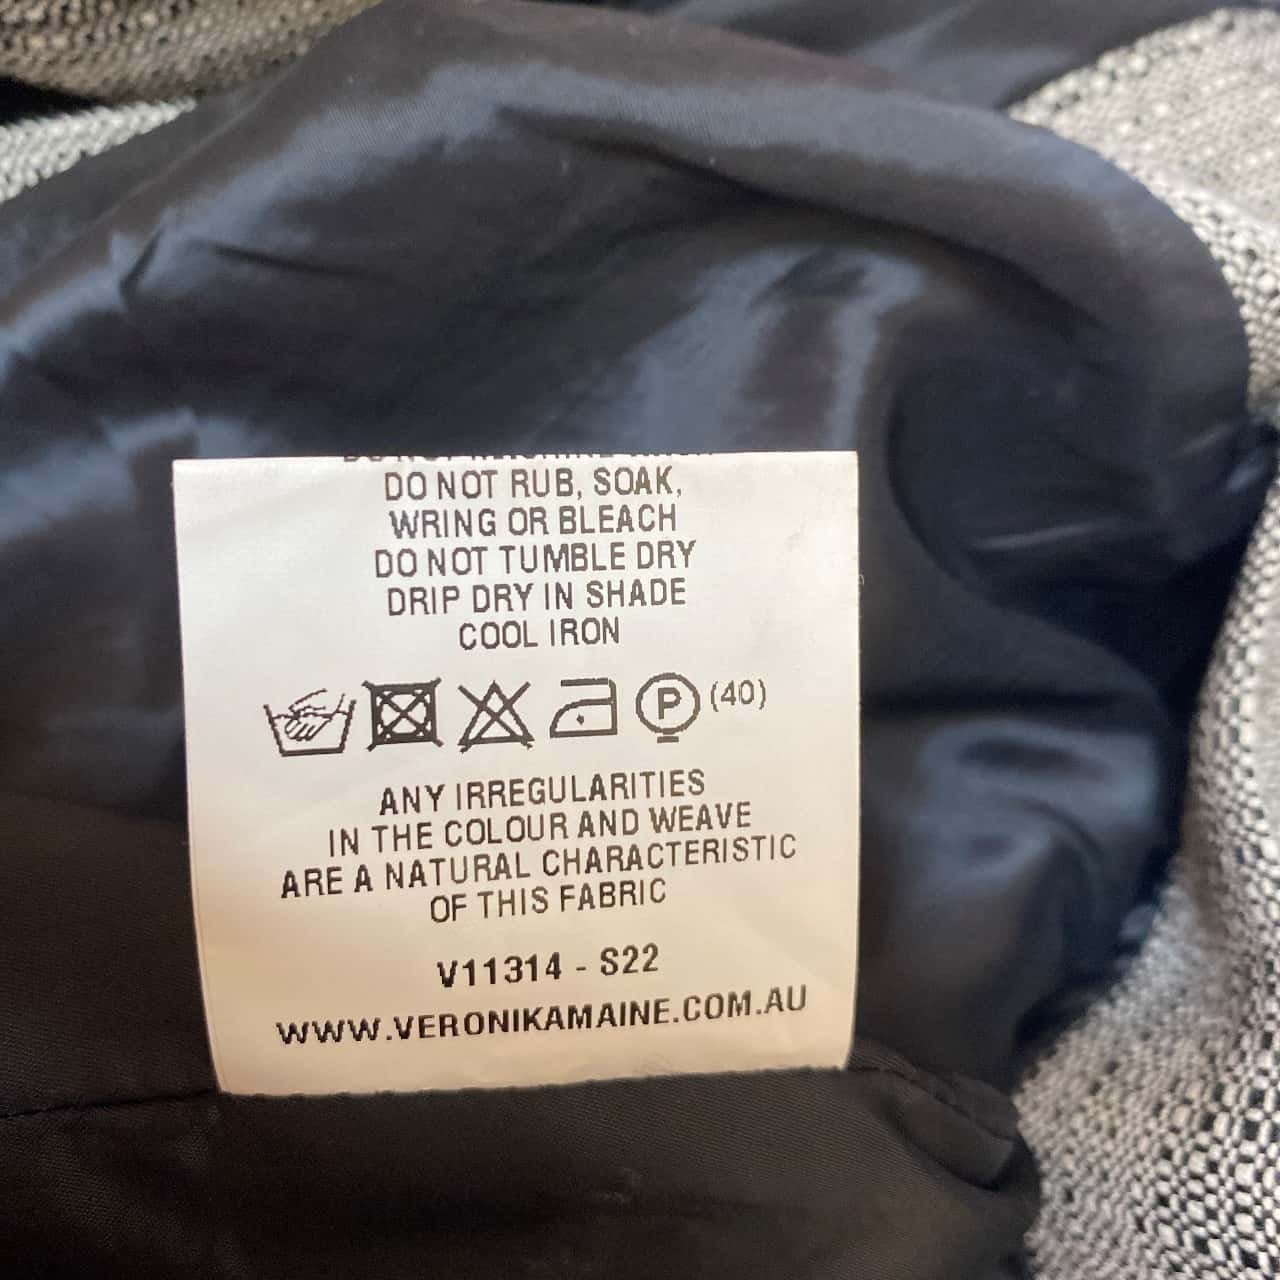 DO NOT RUB, SOAK,
WRING OR BLEACH
DO NOT TUMBLE DRY
DRIP DRY IN SHADE
COOL IRON
P (40)
ANY IRREGULARITIES
IN THE COLOUR AND WEAVE
ARE A NATURAL CHARACTERISTIC
OF THIS FABRIC
V11314 - S22
WWW.VERONIKAMAINE.COM.AU